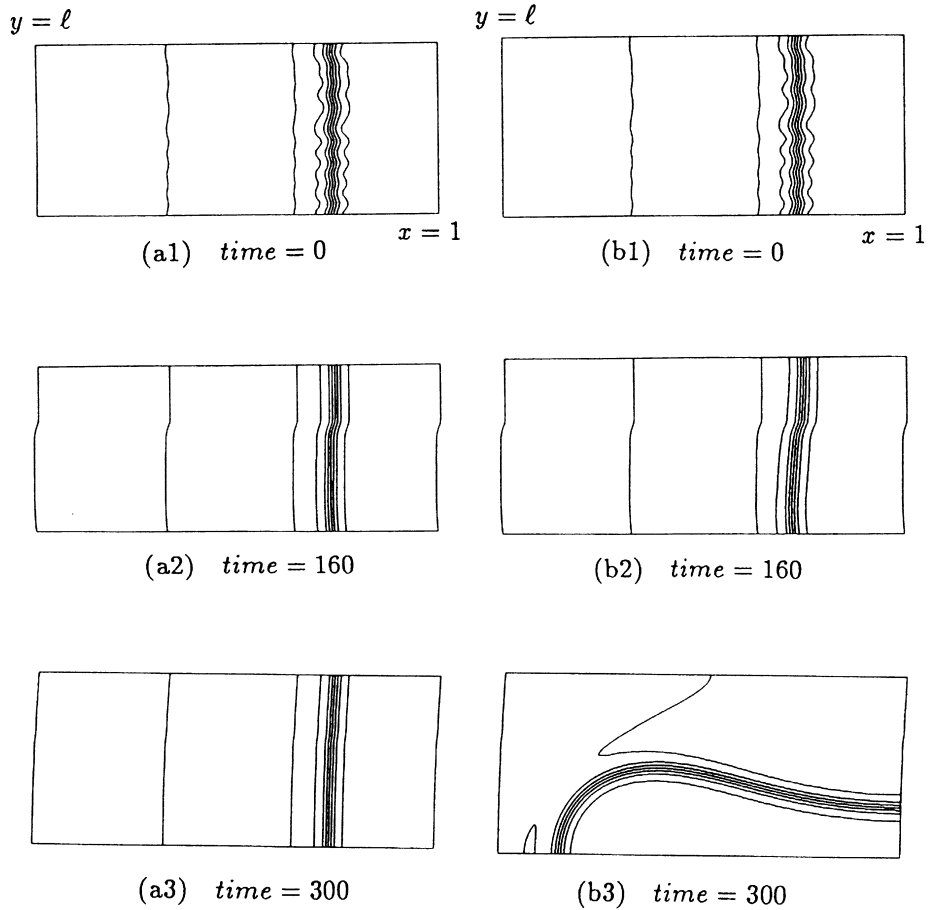 y = ℓ
y = ℓ
x = 1
x = 1
(a1) time = 0
(b1) time = 0
(a2) time = 160
(b2) time = 160
(a3) time = 300
(b3) time = 300